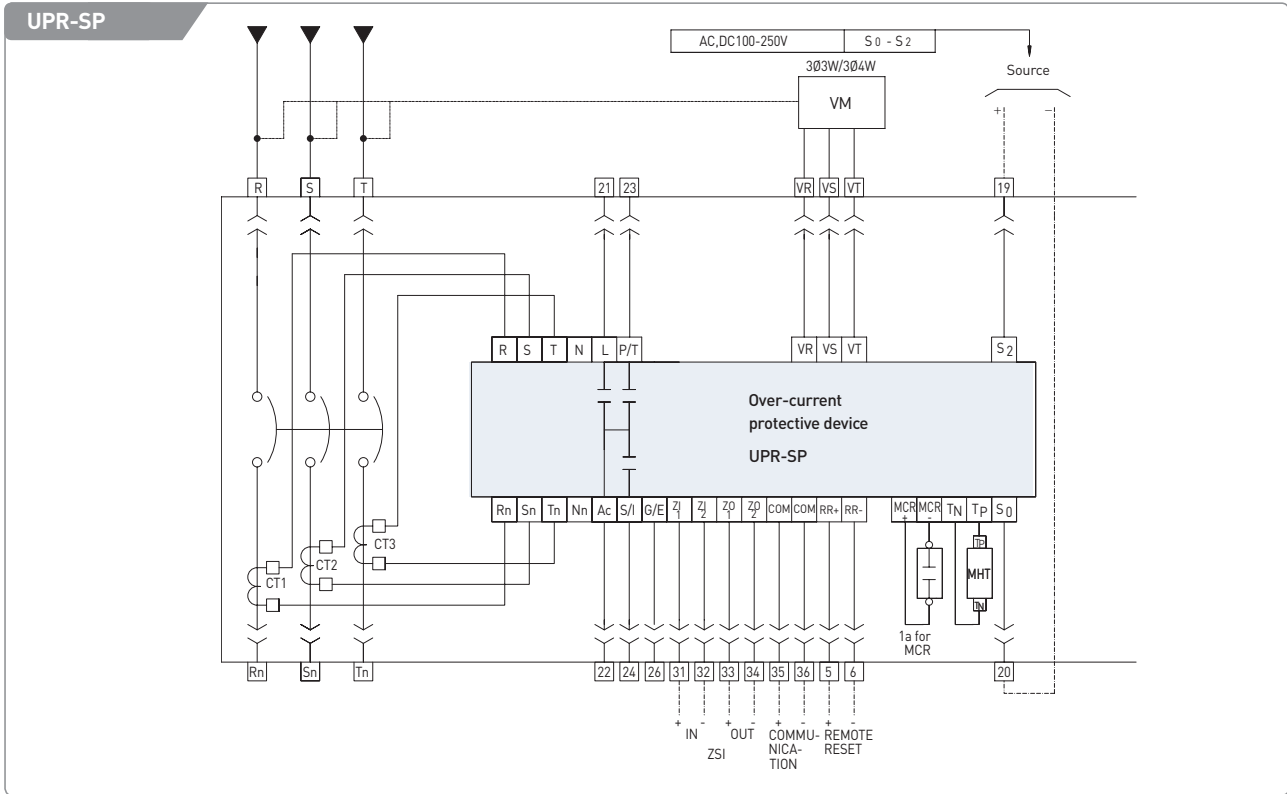 UPR-SP
AC,DC100-250V S0 - S2
3Ø3W/3Ø4W
Source
VM
+ -
R S T 21 23 VR VS VT 19
R S T N L P/T VR VS VT S2
Over-current
protective device
UPR-SP
Rn Sn Tn Nn Ac S/I G/E ZI1 ZI2 ZO1 ZO2 COM COM RR+ RR- MCR+ MCR- TN TP S0
CT3
CT2
CT1
TP
MHT
TN
1a for
MCR
Rn Sn Tn 22 24 26 31 32 33 34 35 36 5 6 20
+ - + - + - + -
IN OUT COMMU- REMOTE
NICA- RESET
ZSI
TION